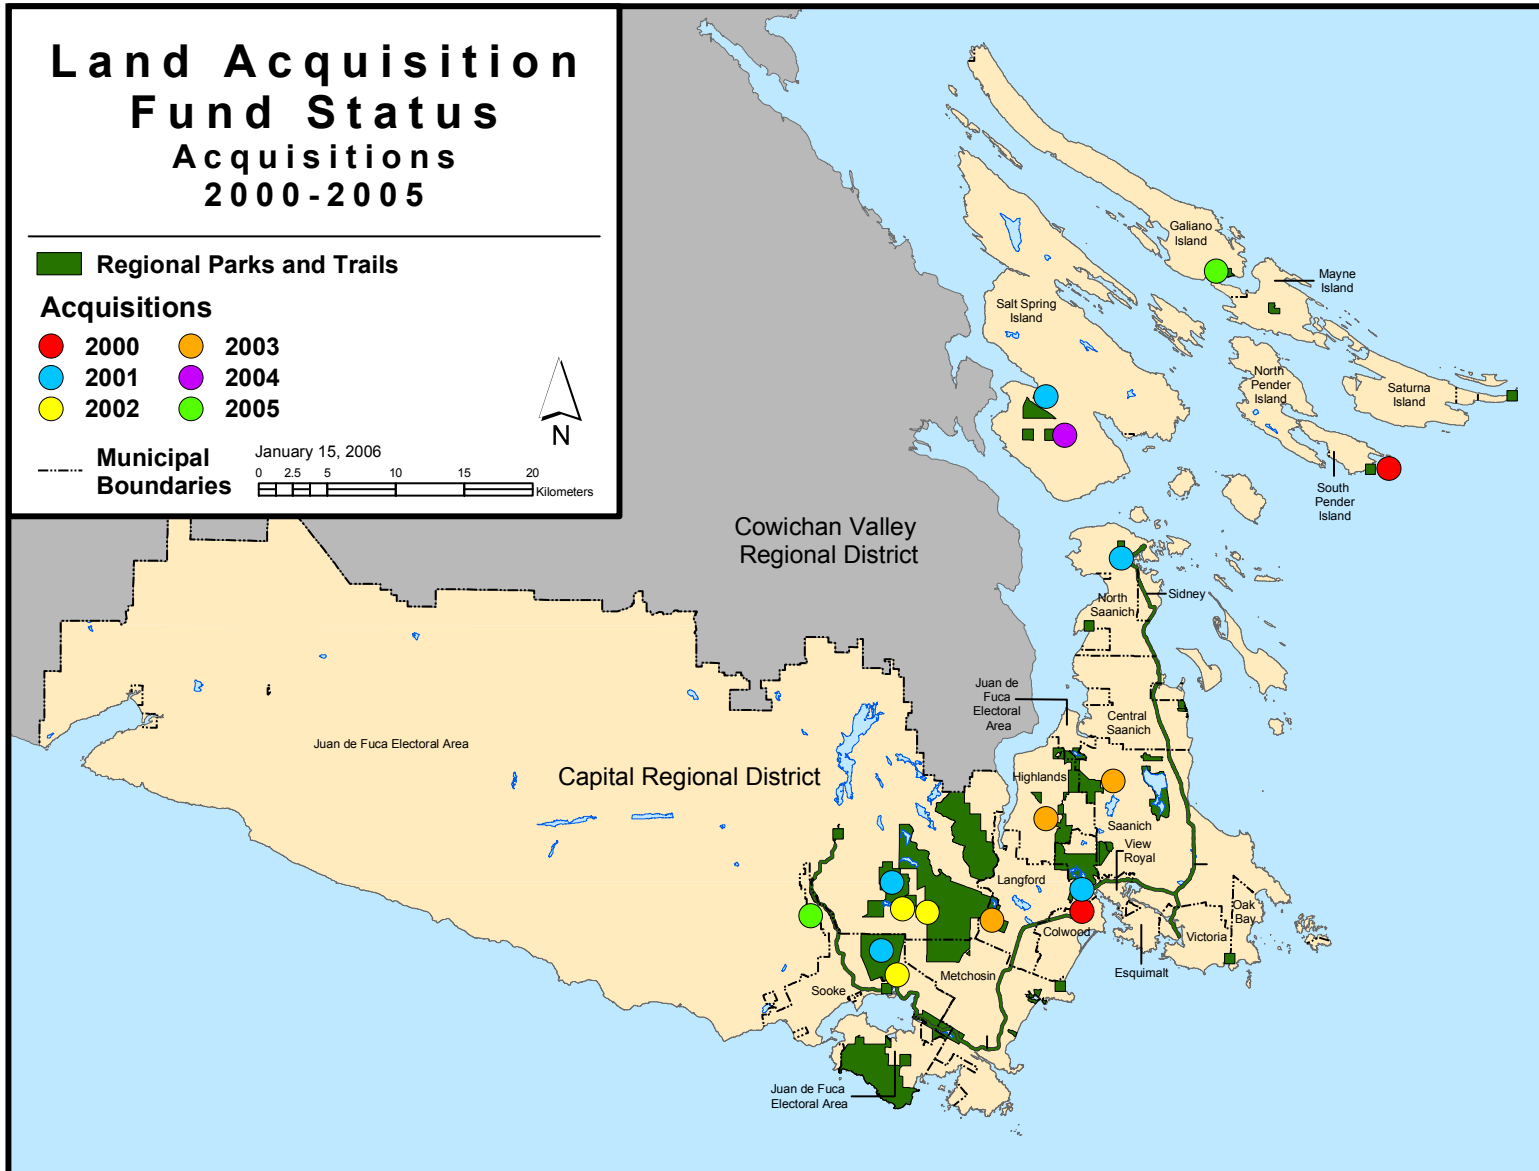 Land Acquisition
Fund Status
Acquisitions
2000-2005
Regional Parks and Trails
Acquisitions
2000
2003
2001
2004
2002
2005
N
Municipal
Boundaries
January 15, 2006
0 2.5 5 10 15 20
Kilometers
Galiano
Island
Mayne
Island
Salt Spring
Island
North
Pender
Island
Saturna
Island
South
Pender
Island
Cowichan Valley
Regional District
North
Saanich
Sidney
Juan de
Fuca
Electoral
Area
Central
Saanich
Juan de Fuca Electoral Area
Capital Regional District
Highlands
Saanich
View
Royal
Langford
Oak
Bay
Colwood
Victoria
Esquimalt
Metchosin
Sooke
Juan de Fuca
Electoral Area